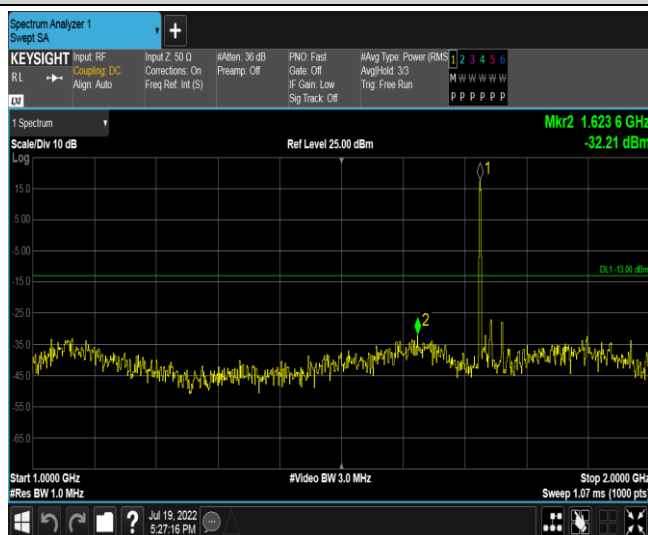 Spectrum Analyzer 1
Swept SA
+
KEYSIGHT
RL
Input: RF
Coupling: DC
Align: Auto
Input Z: 50 Ω
Corrections: On
Freq Ref: Int (S)
#Atten: 36 dB
Preamp: Off
PNO: Fast
Gate: Off
IF Gain: Low
Sig Track: Off
#Avg Type: Power (RMS
Avg|Hold: 3/3
Trig: Free Run
1 2 3 4 5 6
M W W W W W
P P P P P P
LXI
1 Spectrum
Scale/Div 10 dB
Ref Level 25.00 dBm
Mkr2 1.623 6 GHz
-32.21 dBm
Log
15.0
5.00
-5.00
-15.0
-25.0
-35.0
-45.0
-55.0
-65.0
1
DL1 -13.00 dBm
2
Start 1.0000 GHz
#Res BW 1.0 MHz
#Video BW 3.0 MHz
Stop 2.0000 GHz
Sweep 1.07 ms (1000 pts)
?
Jul 19, 2022
5:27:16 PM